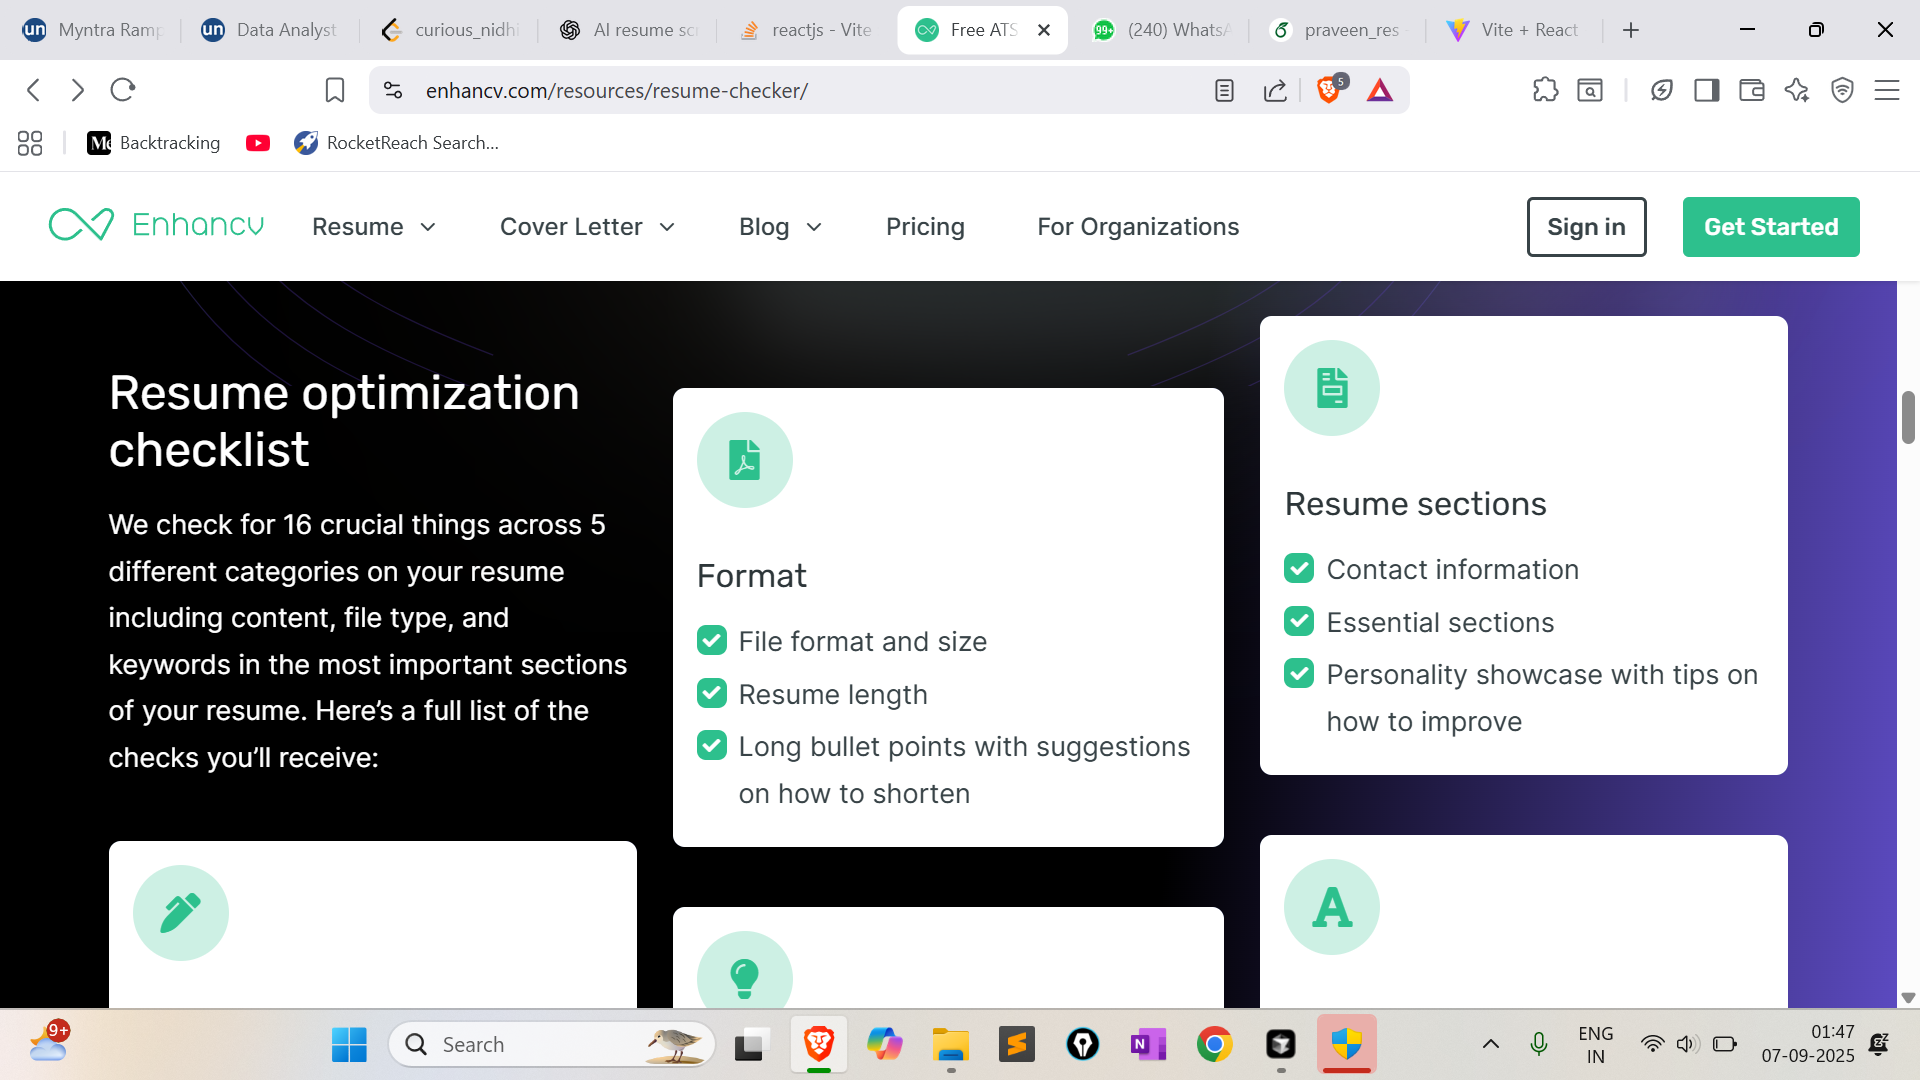 Myntra Ramp
Data Analyst
curious_nidhi
AI resume scr
reactjs - Vite
Free ATS
(240) WhatsA
praveen_res
Vite + React
enhancv.com/resources/resume-checker/
5
Backtracking
RocketReach Search...
Enhancv
Resume
Cover Letter
Blog
Pricing
For Organizations
Sign in
Get Started
Resume optimization
checklist
We check for 16 crucial things across 5
different categories on your resume
including content, file type, and
keywords in the most important sections
of your resume. Here's a full list of the
checks you'll receive:
Format
File format and size
Resume length
Long bullet points with suggestions
on how to shorten
Resume sections
Contact information
Essential sections
Personality showcase with tips on
how to improve
9+
Search
ENG
IN
01:47
07-09-2025